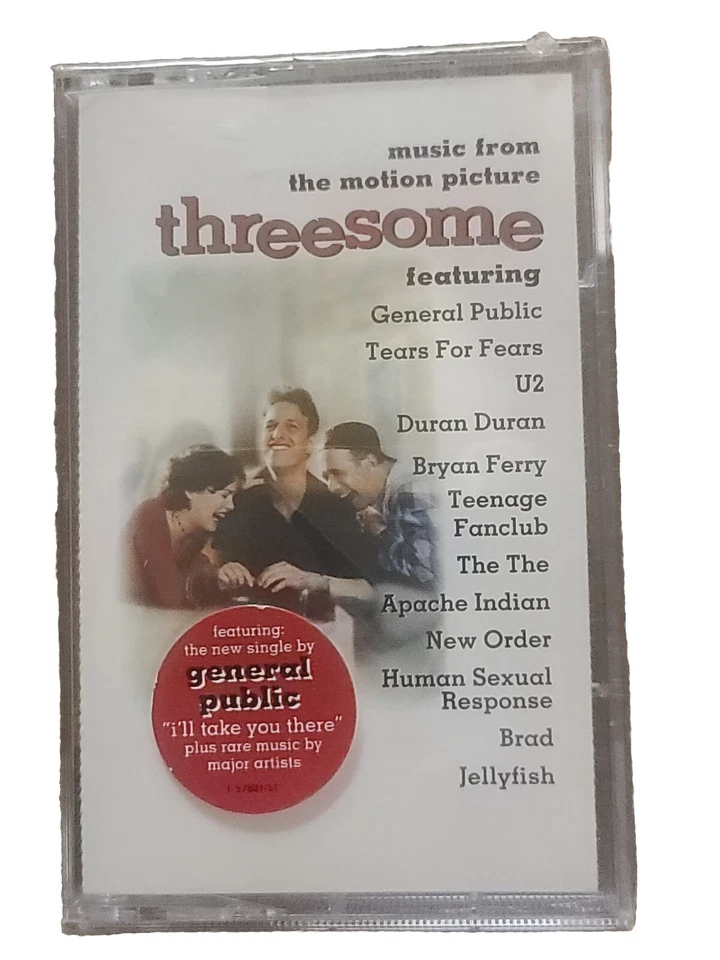 music from
the motion picture
threesome
featuring
General Public
Tears For Fears
U2
Duran Duran
Bryan Ferry
Teenage
Fanclub
The The
Apache Indian
New Order
Human Sexual
Response
Brad
Jellyfish
featuring:
the new single by
general
public
"i'll take you there"
plus rare music by
major artists